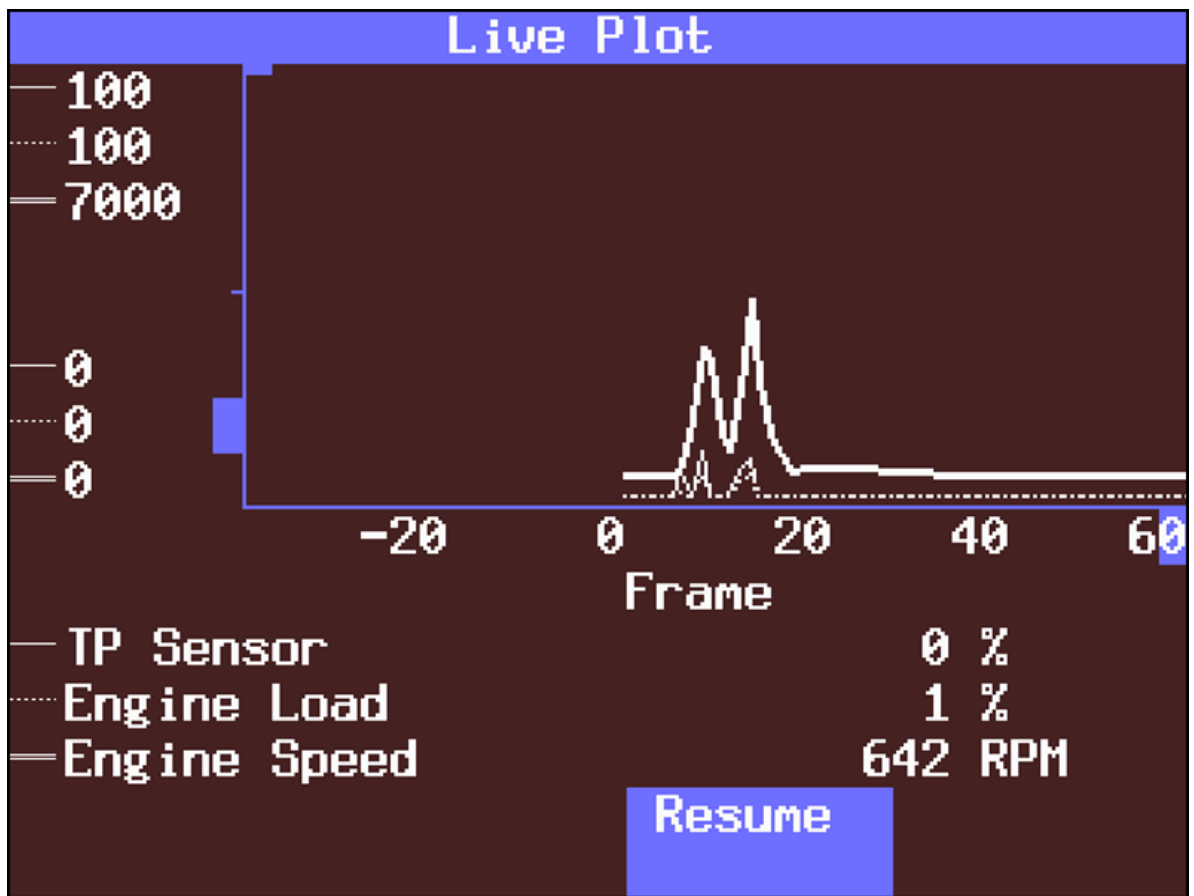 Live Plot
100
100
7000
0
0
0
-20 0 20 40 60
Frame
TP Sensor 0 %
Engine Load 1 %
Engine Speed 642 RPM
Resume